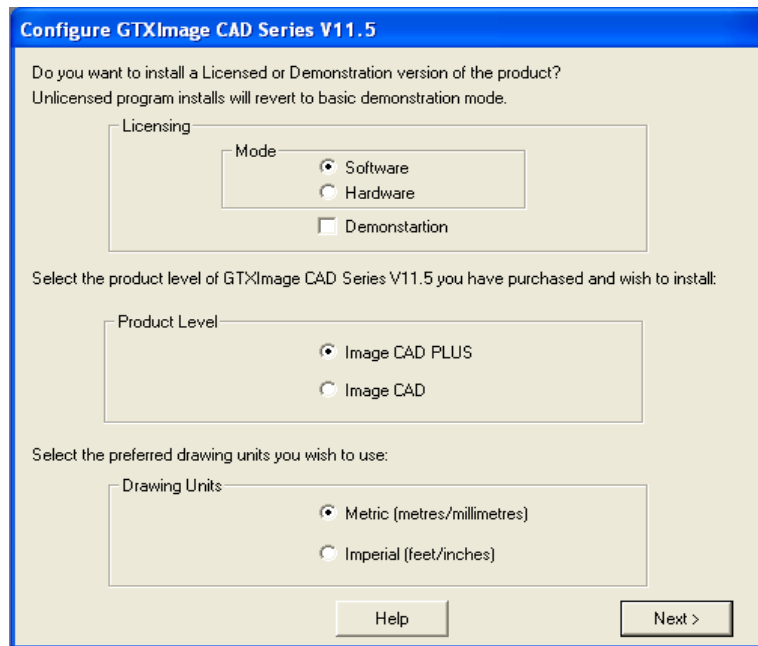 Configure GTXImage CAD Series V11.5
Do you want to install a Licensed or Demonstration version of the product?
Unlicensed program installs will revert to basic demonstration mode.
Licensing
Mode
Software
Hardware
Demonstartion
Select the product level of GTXImage CAD Series V11.5 you have purchased and wish to install:
Product Level
Image CAD PLUS
Image CAD
Select the preferred drawing units you wish to use:
Drawing Units
Metric (metres/millimetres)
Imperial (feet/inches)
Help Next >